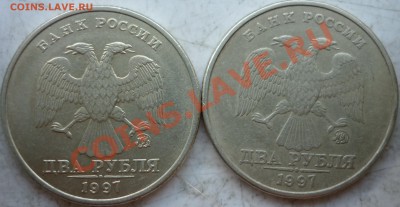 COINS.LAVE.RU
БАНК РОССИИ
БАНК РОССИИ
COINS.LAVE.RU
ДВА РУБЛЯ
1997
ДВА РУБЛЯ
1997